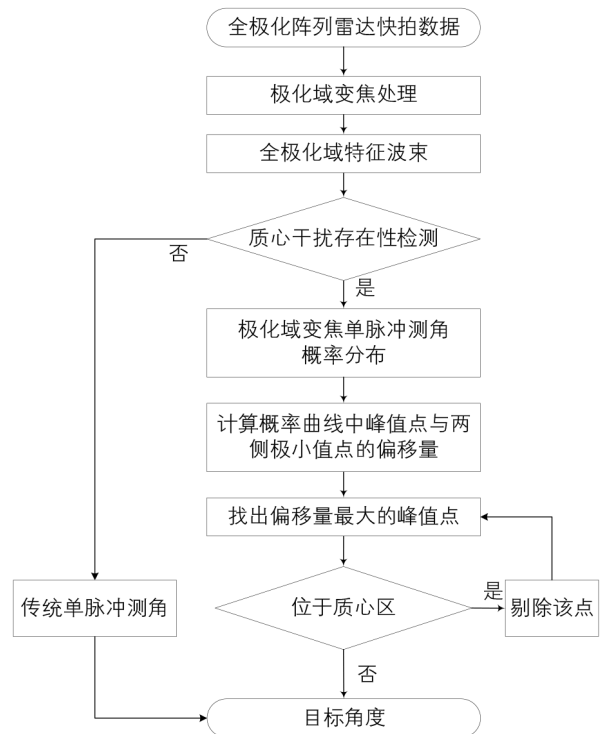 全极化阵列雷达快拍数据
极化域变焦处理
全极化域特征波束
质心干扰存在性检测
否
是
极化域变焦单脉冲测角
概率分布
计算概率曲线中峰值点与两
侧极小值点的偏移量
找出偏移量最大的峰值点
传统单脉冲测角
位于质心区
是
剔除该点
否
目标角度